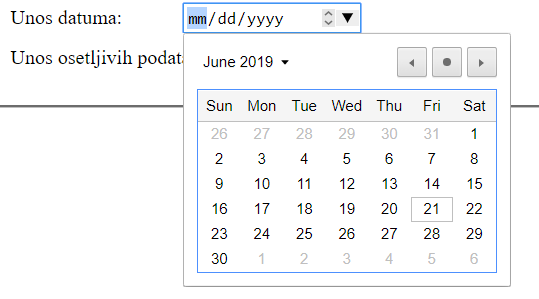 Unos datuma: mm/dd/yyyy
Unos osetljivih
June 2019
Sun Mon Tue Wed Thu Fri Sat
26 27 28 29 30 31 1
2 3 4 5 6 7 8
9 10 11 12 13 14 15
16 17 18 19 20 21 22
23 24 25 26 27 28 29
30 1 2 3 4 5 6